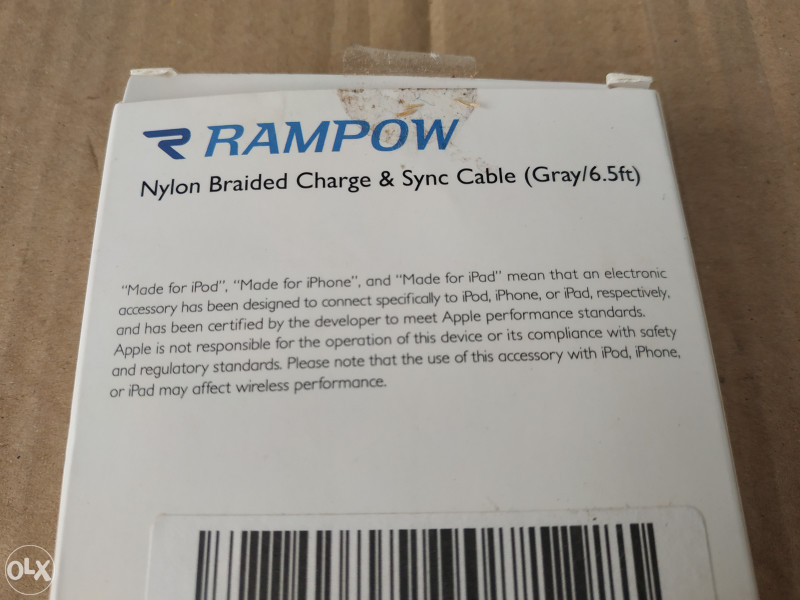 RAMPOW
Nylon Braided Charge & Sync Cable (Gray/6.5ft)
"Made for iPod", "Made for iPhone", and "Made for iPad" mean that an electronic
accessory has been designed to connect specifically to iPod, iPhone, or iPad, respectively,
and has been certified by the developer to meet Apple performance standards.
Apple is not responsible for the operation of this device or its compliance with safety
and regulatory standards. Please note that the use of this accessory with iPod, iPhone,
or iPad may affect wireless performance.
OLX